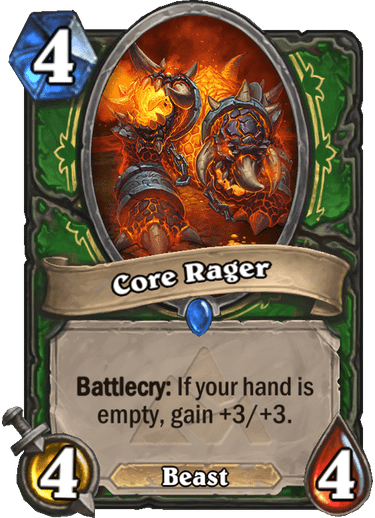 4
Core Rager
Battlecry: If your hand is
empty, gain +3/+3.
4
Beast
4